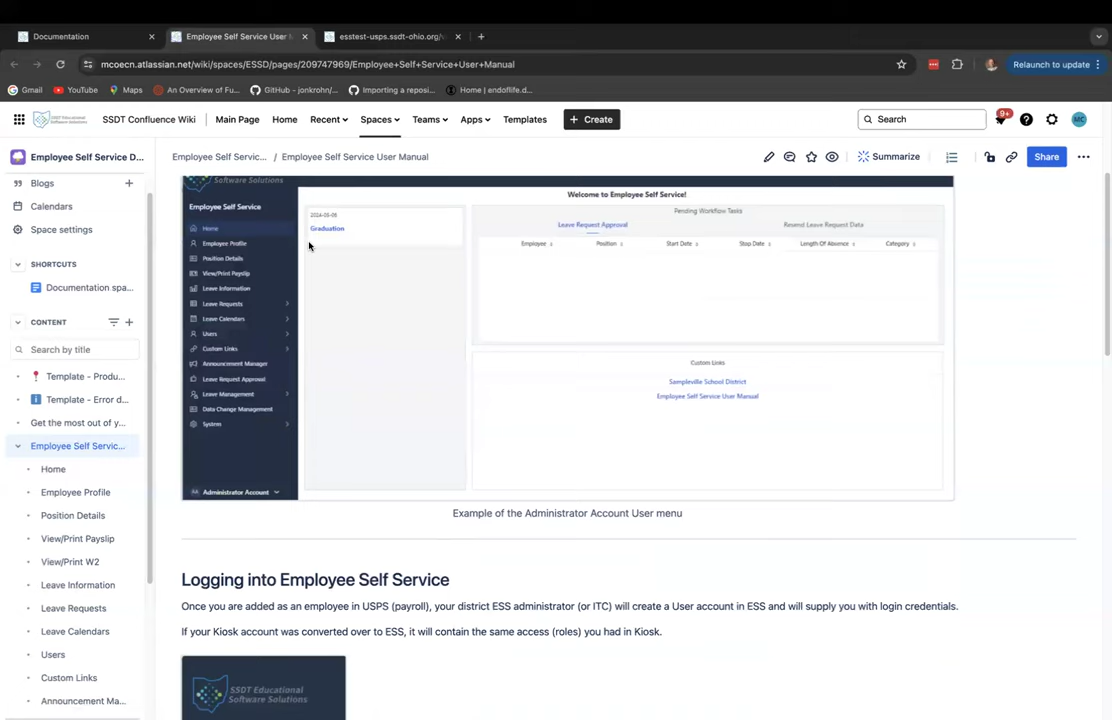 Documentation
Employee Self Service User M
esstest-usps.ssdt-ohio.org/
mcoecn.atlassian.net/wiki/spaces/ESSD/pages/209747969/Employee+Self+Service+User+Manual
Relaunch to update
Gmail
YouTube
Maps
An Overview of Fu...
GitHub - jonkrohn/...
Importing a reposi...
Home | endoflife.d...
SSDT Confluence Wiki
Main Page
Home
Recent
Spaces
Teams
Apps
Templates
+ Create
Search
9+
Employee Self Service D...
Employee Self Servic...
/ Employee Self Service User Manual
Summarize
Share
Blogs
Calendars
Space settings
SHORTCUTS
Documentation spa...
CONTENT
Search by title
Template - Produ...
Template - Error d...
Get the most out of y...
Employee Self Servic...
Home
Employee Profile
Position Details
View/Print Payslip
View/Print W2
Leave Information
Leave Requests
Leave Calendars
Users
Custom Links
Announcement Ma...
Software Solutions
Employee Self Service
Home
Employee Profile
Position Details
View/Print Payslip
Leave Information
Leave Requests
Leave Calendars
Users
Custom Links
Announcement Manager
Leave Request Approval
Leave Management
Data Change Management
System
Administrator Account
Welcome to Employee Self Service!
Graduation
Pending Workflow Tasks
Leave Request Approval
Resend Leave Request Data
Employee
Position
Start Date
Stop Date
Length Of Absence
Category
Custom Links
Sampleville School District
Employee Self Service User Manual
Example of the Administrator Account User menu
Logging into Employee Self Service
Once you are added as an employee in USPS (payroll), your district ESS administrator (or ITC) will create a User account in ESS and will supply you with login credentials.
If your Kiosk account was converted over to ESS, it will contain the same access (roles) you had in Kiosk.
SSDT Educational
Software Solutions